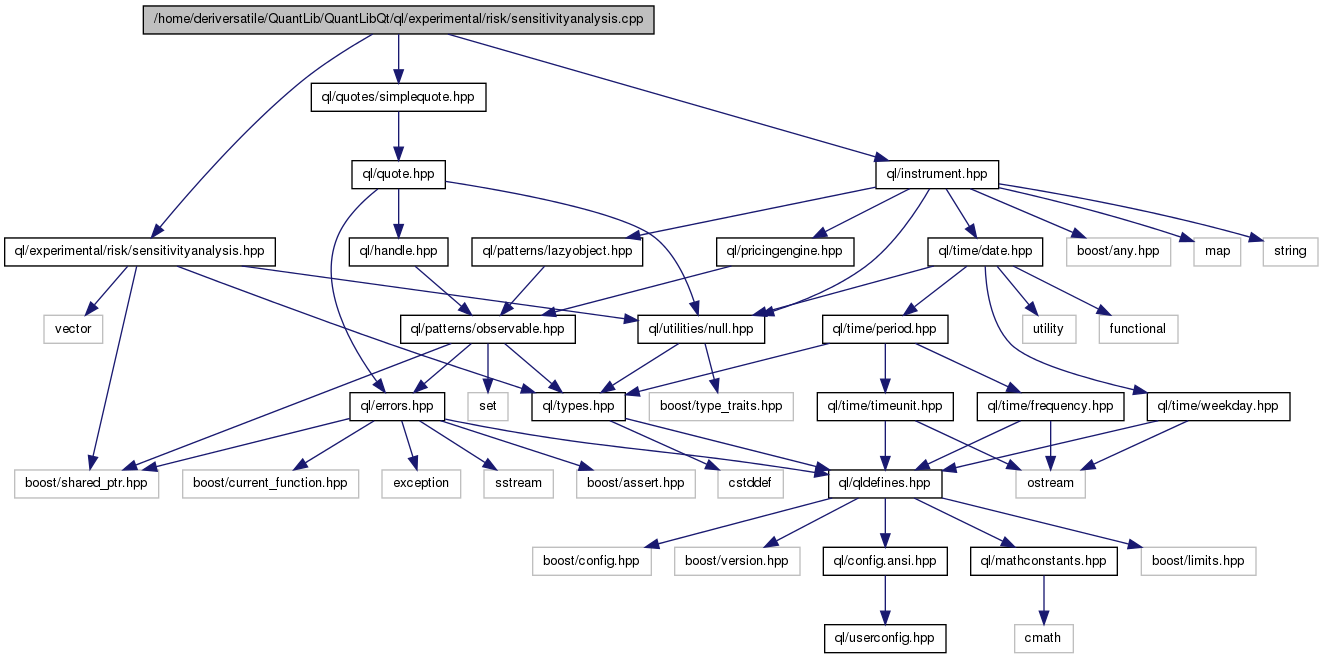 /home/deriversatile/QuantLib/QuantLibQt/ql/experimental/risk/sensitivityanalysis.cpp
ql/quotes/simplequote.hpp
ql/quote.hpp
ql/instrument.hpp
ql/experimental/risk/sensitivityanalysis.hpp
ql/handle.hpp
ql/patterns/lazyobject.hpp
ql/pricingengine.hpp
ql/time/date.hpp
boost/any.hpp
map
string
vector
ql/patterns/observable.hpp
ql/utilities/null.hpp
ql/time/period.hpp
utility
functional
ql/errors.hpp
set
ql/types.hpp
boost/type_traits.hpp
ql/time/timeunit.hpp
ql/time/frequency.hpp
ql/time/weekday.hpp
boost/shared_ptr.hpp
boost/current_function.hpp
exception
sstream
boost/assert.hpp
cstddef
ql/qldefines.hpp
ostream
boost/config.hpp
boost/version.hpp
ql/config.ansi.hpp
ql/mathconstants.hpp
boost/limits.hpp
ql/userconfig.hpp
cmath